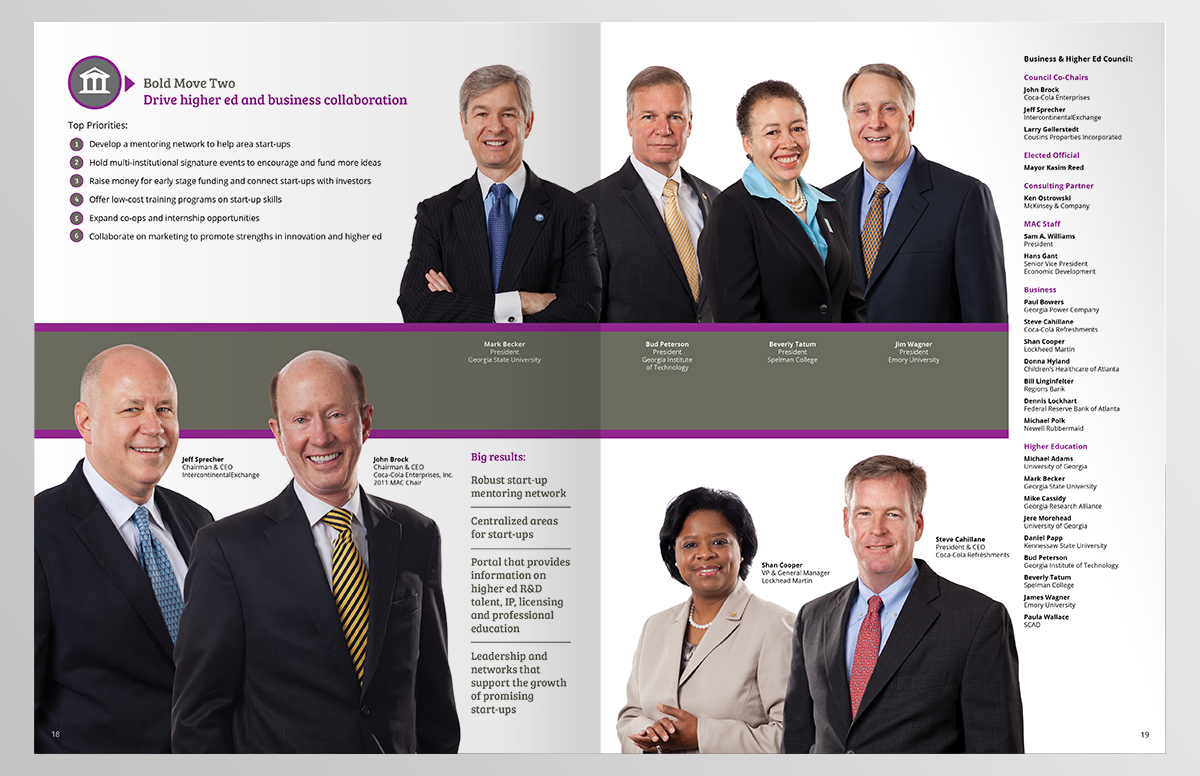 Bold Move Two
Drive higher ed and business collaboration
Top Priorities:
1 Develop a mentoring network to help area start-ups
2 Hold multi-institutional signature events to encourage and fund more ideas
3 Raise money for early stage funding and connect start-ups with investors
4 Offer low-cost training programs on start-up skills
5 Expand co-ops and internship opportunities
6 Collaborate on marketing to promote strengths in innovation and higher ed
Mark Becker
President
Georgia State University
Bud Peterson
President
Georgia Institute
of Technology
Beverly Tatum
President
Spelman College
Jim Wagner
President
Emory University
Jeff Sprecher
Chairman & CEO
IntercontinentalExchange
John Brock
Chairman & CEO
Coca-Cola Enterprises, Inc.
2011 MAC Chair
Big results:
Robust start-up
mentoring network
Centralized areas
for start-ups
Portal that provides
information on
higher ed R&D
talent, IP, licensing
and professional
education
Leadership and
networks that
support the growth
of promising
start-ups
Shan Cooper
VP & General Manager
Lockhead Martin
Steve Cahillane
President & CEO
Coca-Cola Refreshments
Business & Higher Ed Council:
Council Co-Chairs
John Brock
Coca-Cola Enterprises
Jeff Sprecher
IntercontinentalExchange
Larry Gellerstedt
Cousins Properties Incorporated
Elected Official
Mayor Kasim Reed
Consulting Partner
Ken Ostrowski
McKinsey & Company
MAC Staff
Sam A. Williams
President
Hans Gant
Senior Vice President
Economic Development
Business
Paul Bowers
Georgia Power Company
Steve Cahillane
Coca-Cola Refreshments
Shan Cooper
Lockheed Martin
Donna Hyland
Children's Healthcare of Atlanta
Bill Linginfelter
Regions Bank
Dennis Lockhart
Federal Reserve Bank of Atlanta
Michael Polk
Newell Rubbermaid
Higher Education
Michael Adams
University of Georgia
Mark Becker
Georgia State University
Mike Cassidy
Georgia Research Alliance
Jere Morehead
University of Georgia
Daniel Papp
Kennessaw State University
Bud Peterson
Georgia Institute of Technology
Beverly Tatum
Spelman College
James Wagner
Emory University
Paula Wallace
SCAD
18
19